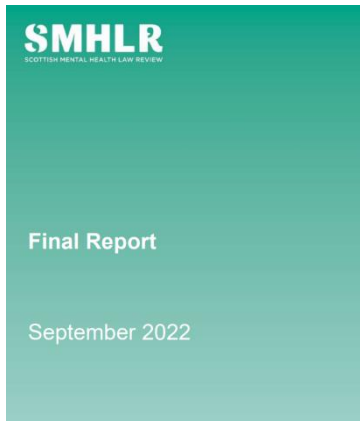 SMHLR
SCOTTISH MENTAL HEALTH LAW REVIEW
Final Report
September 2022